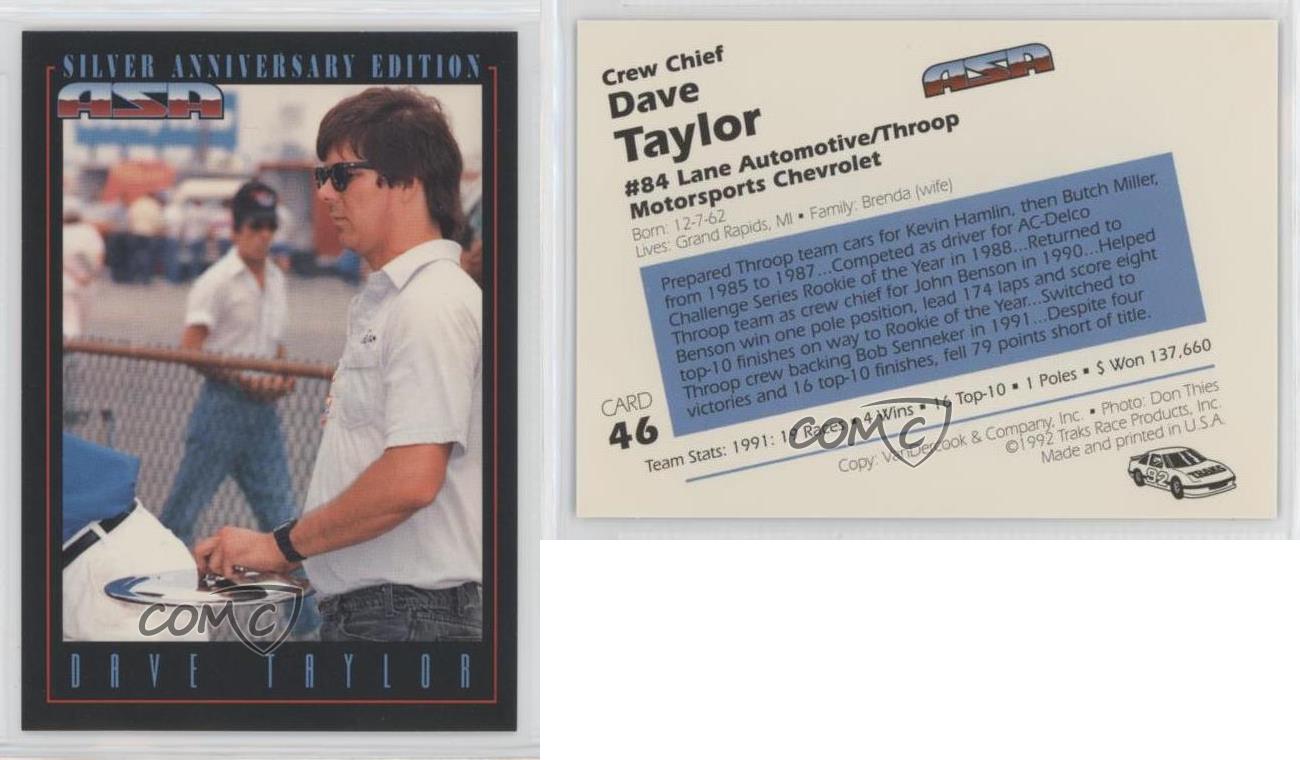 SILVER ANNIVERSARY EDITION
ASA
DAVE TAYLOR
COMC
Crew Chief
Dave
Taylor
ASA
#84 Lane Automotive/Throop
Motorsports Chevrolet
Born: 12-7-62
Lives: Grand Rapids, MI ▪ Family: Brenda (wife)
Prepared Throop team cars for Kevin Hamlin, then Butch Miller,
from 1985 to 1987...Competed as driver for AC-Delco
Challenge Series Rookie of the Year in 1988...Returned to
Throop team as crew chief for John Benson in 1990...Helped
Benson win one pole position, lead 174 laps and score eight
top-10 finishes on way to Rookie of the Year...Switched to
Throop crew backing Bob Senneker in 1991...Despite four
victories and 16 top-10 finishes, fell 79 points short of title.
CARD
46
Team Stats: 1991: 19 Races ▪ 4 Wins ▪ 16 Top-10 ▪ 1 Poles ▪ $ Won 137,660
Copy: VanDercook & Company, Inc. ▪ Photo: Don Thies
©1992 Traks Race Products, Inc.
Made and printed in U.S.A.
92
TRAKS
COMC